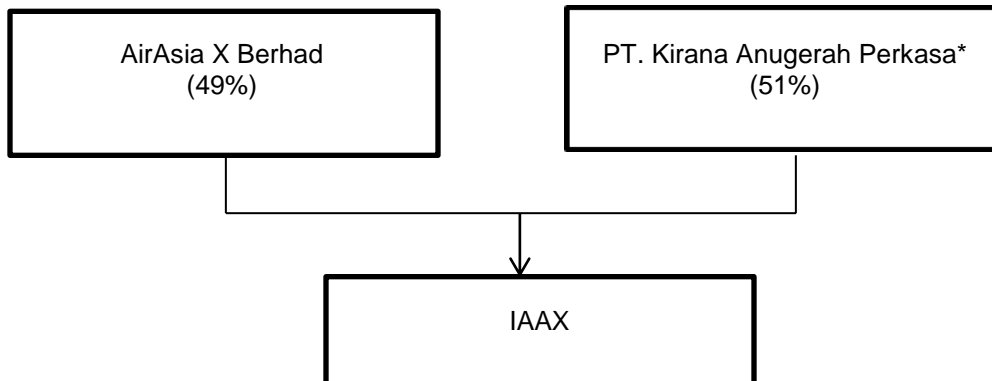 AirAsia X Berhad
(49%)
PT. Kirana Anugerah Perkasa*
(51%)
IAAX